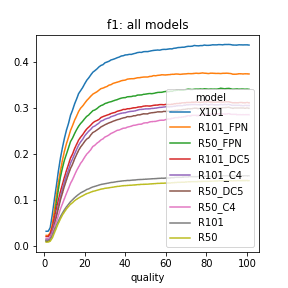 f1: all models
0.4
0.3
0.2
0.1
0.0
model
X101
R101_FPN
R50_FPN
R101_DC5
R101_C4
R50_DC5
R50_C4
R101
R50
0 20 40 60 80 100
quality